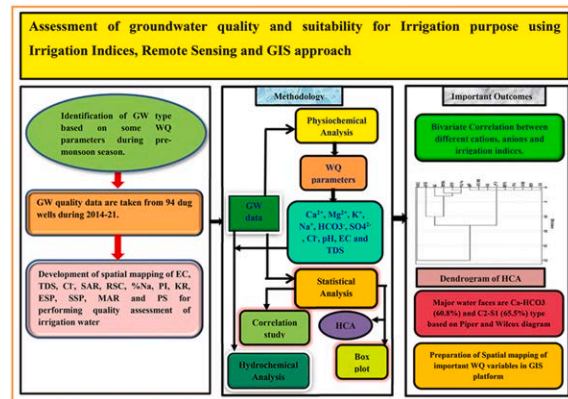 Assessment of groundwater quality and suitability for Irrigation purpose using
Irrigation Indices, Remote Sensing and GIS approach
Identification of GW type
based on some WQ
parameters during pre-
monsoon season.
GW quality data are taken from 94 dug
wells during 2014-21.
Development of spatial mapping of EC,
TDS, Cl-, SAR, RSC, %Na, PI, KR,
ESP, SSP, MAR and PS for
performing quality assessment of
irrigation water
Methodology
Physiochemical Analysis
WQ
parameters
GW
data
Ca2+, Mg2+, K+,
Na+, HCO3-, SO42-
, Cl-, pH, EC and
TDS
Statistical
Analysis
Correlation
study
HCA
Hydrochemical
Analysis
Box
plot
Important Outcomes
Bivariate Correlation between
different cations, anions and
irrigation indices.
Dendrogram of HCA
Major water faces are Ca-HCO3
(60.8%) and C2-S1 (65.5%) type
based on Piper and Wilcox diagram
Preparation of Spatial mapping of
important WQ variables in GIS
platform